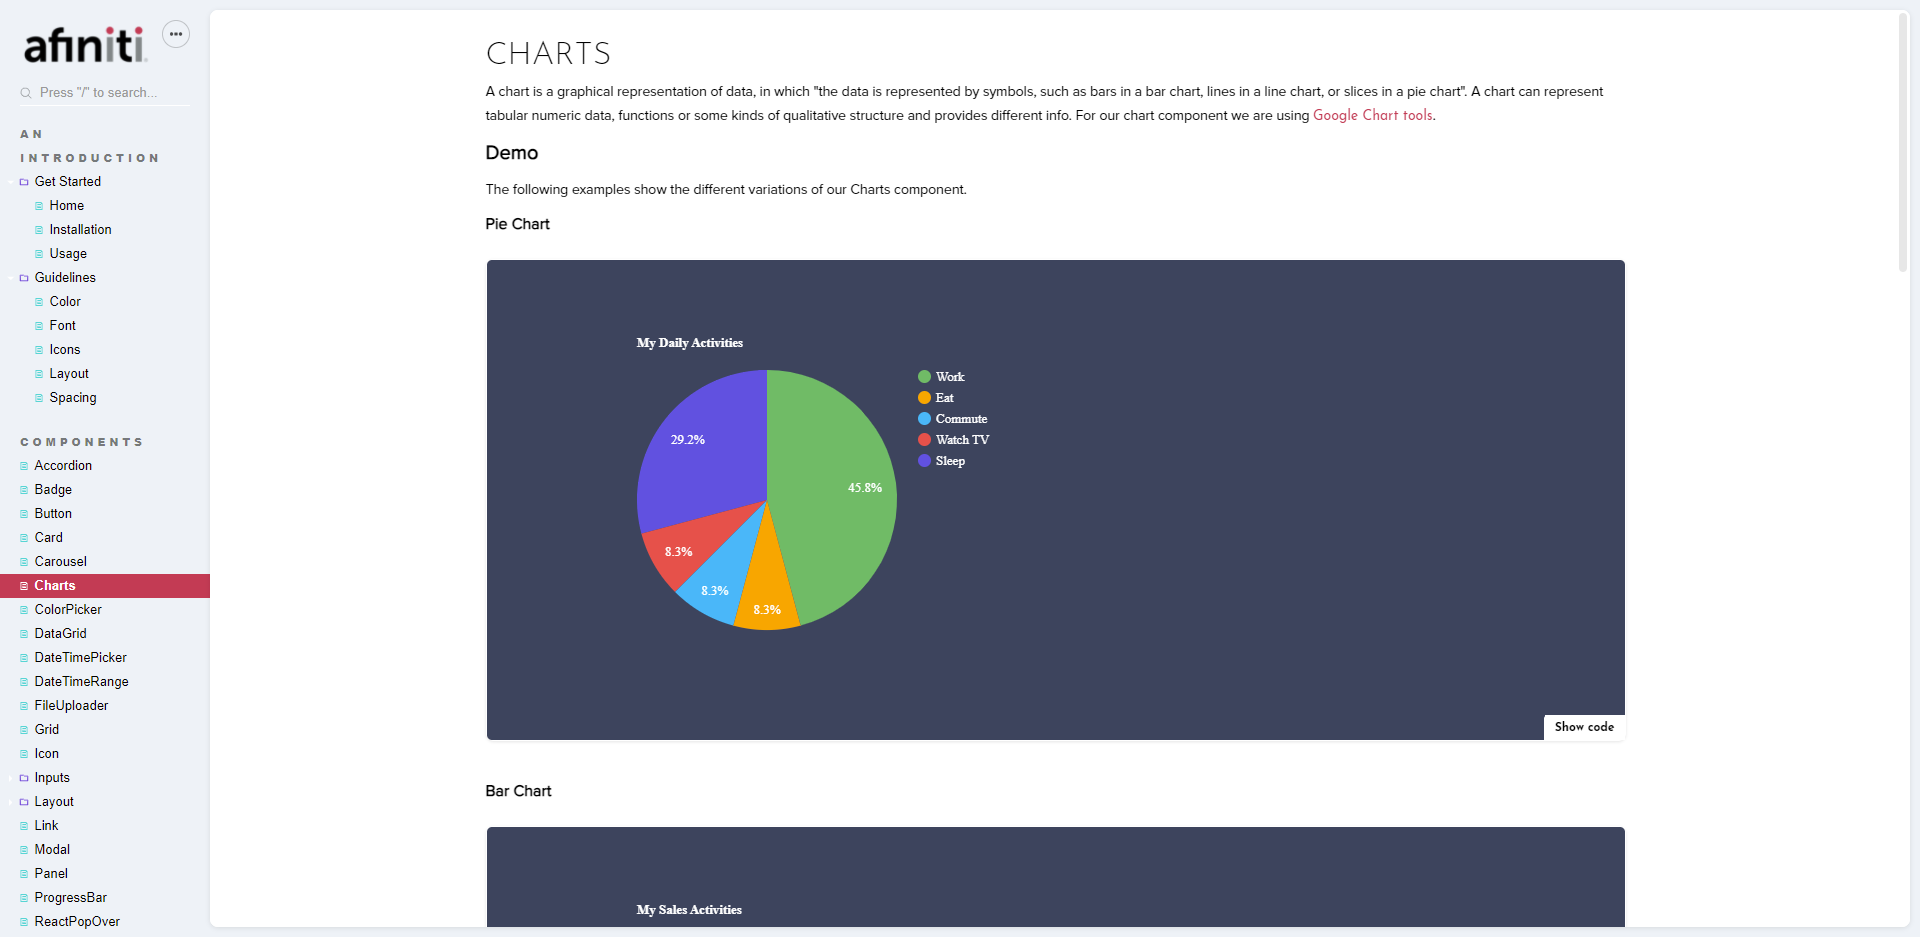 afiniti
Press "/" to search...
AN
INTRODUCTION
Get Started
Home
Installation
Usage
Guidelines
Color
Font
Icons
Layout
Spacing
COMPONENTS
Accordion
Badge
Button
Card
Carousel
Charts
ColorPicker
DataGrid
DateTimePicker
DateTimeRange
FileUploader
Grid
Icon
Inputs
Layout
Link
Modal
Panel
ProgressBar
ReactPopOver
CHARTS
A chart is a graphical representation of data, in which "the data is represented by symbols, such as bars in a bar chart, lines in a line chart, or slices in a pie chart". A chart can represent
tabular numeric data, functions or some kinds of qualitative structure and provides different info. For our chart component we are using Google Chart tools.
Demo
The following examples show the different variations of our Charts component.
Pie Chart
My Daily Activities
Work
Eat
Commute
Watch TV
Sleep
29.2%
45.8%
8.3%
8.3%
8.3%
Show code
Bar Chart
My Sales Activities